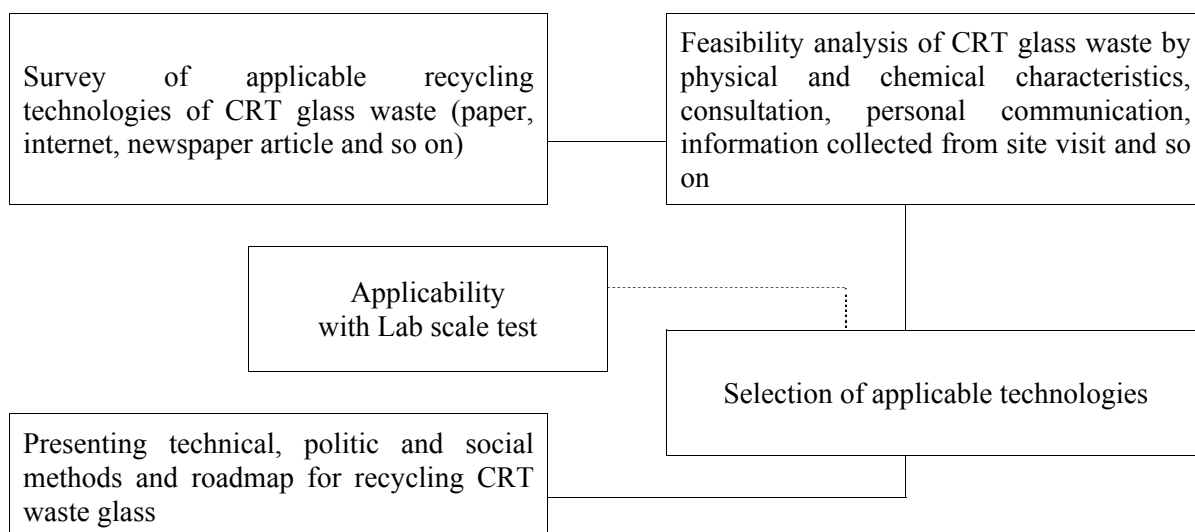 Survey of applicable recycling
technologies of CRT glass waste (paper,
internet, newspaper article and so on)
Feasibility analysis of CRT glass waste by
physical and chemical characteristics,
consultation, personal communication,
information collected from site visit and so
on
Applicability
with Lab scale test
Selection of applicable technologies
Presenting technical, politic and social
methods and roadmap for recycling CRT
waste glass